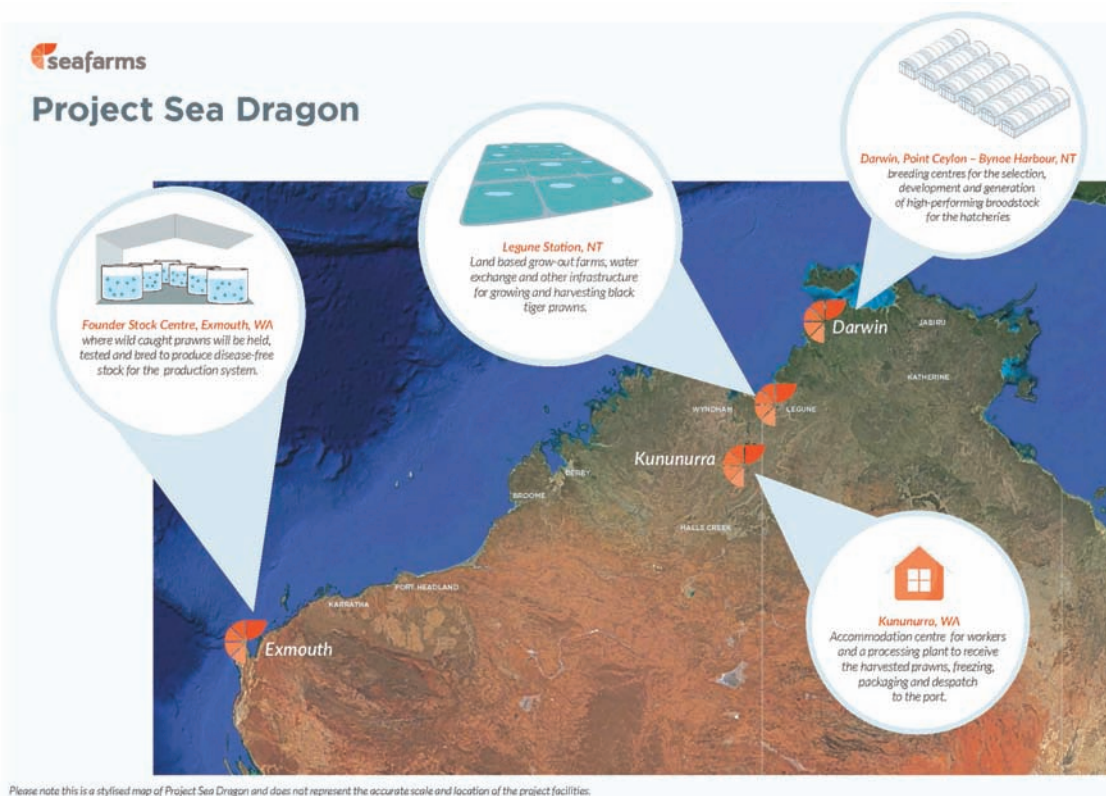 seafarms
Project Sea Dragon
Darwin, Point Ceylon – Bynoe Harbour, NT
breeding centres for the selection,
development and generation
of high-performing broodstock
for the hatcheries
Legune Station, NT
Land based grow-out farms, water
exchange and other infrastructure
for growing and harvesting black
tiger prawns.
Founder Stock Centre, Exmouth, WA
where wild caught prawns will be held,
tested and bred to produce disease-free
stock for the production system.
Darwin
JABIRU
KATHERINE
WYNDHAM
LEGUNE
Kununurra
DERBY
BROOME
HALLS CREEK
PORT HEADLAND
KARRATHA
Exmouth
Kununurra, WA
Accommodation centre for workers
and a processing plant to receive
the harvested prawns, freezing,
packaging and despatch
to the port.
Please note this is a stylised map of Project Sea Dragon and does not represent the accurate scale and location of the project facilities.